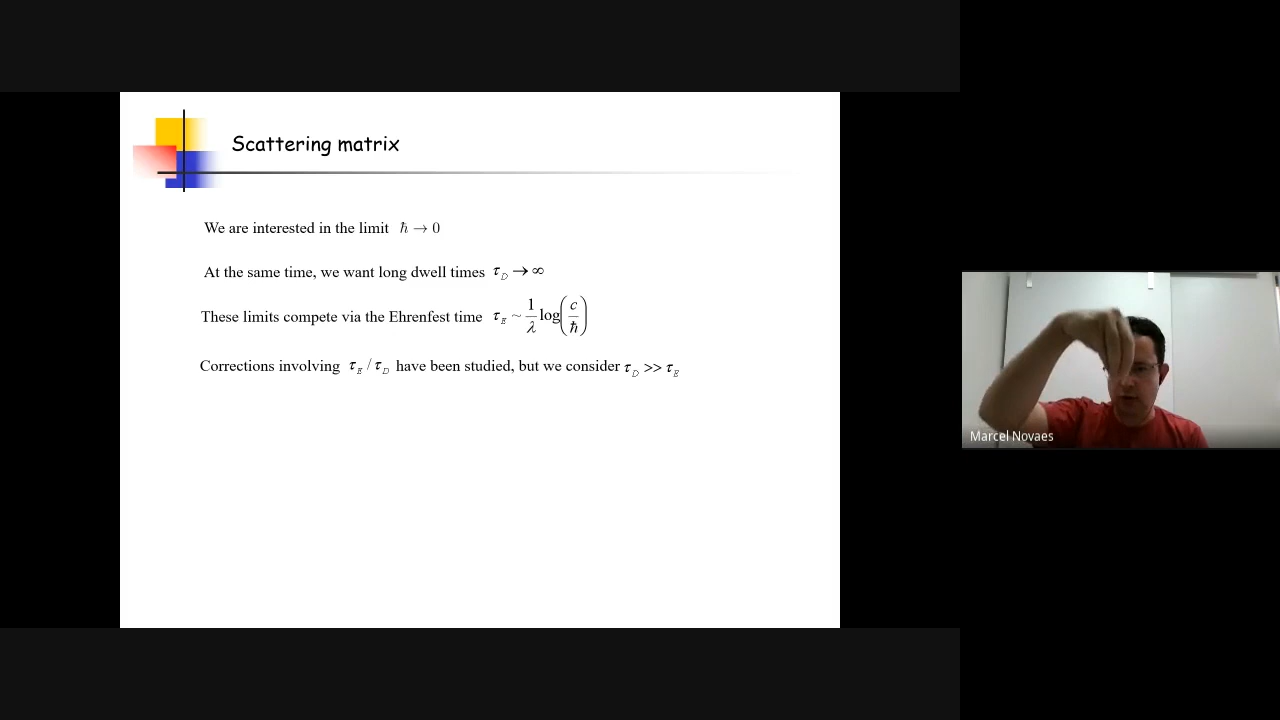 Scattering matrix
We are interested in the limit ℏ → 0
At the same time, we want long dwell times τ_D → ∞
These limits compete via the Ehrenfest time τ_E ~ 1/λ log(c/ℏ)
Corrections involving τ_E / τ_D have been studied, but we consider τ_D >> τ_E
Marcel Novaes